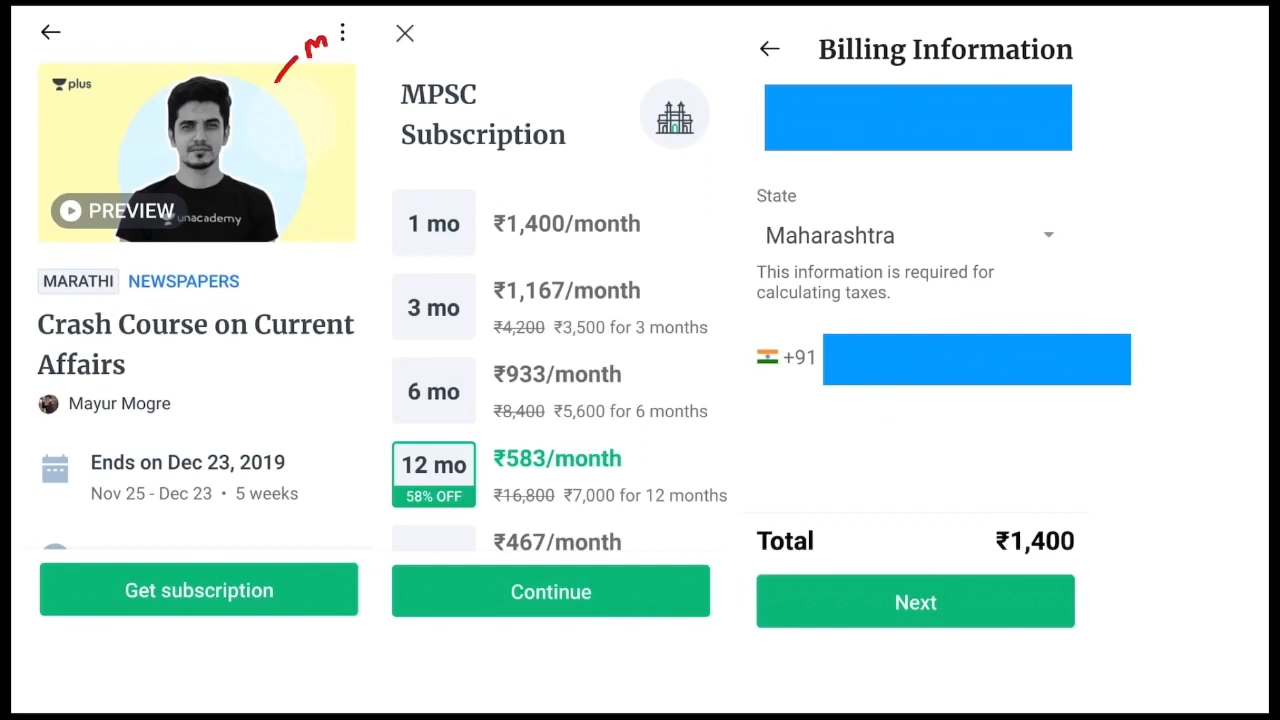 plus
PREVIEW
unacademy
MARATHI NEWSPAPERS
Crash Course on Current
Affairs
Mayur Mogre
Ends on Dec 23, 2019
Nov 25 - Dec 23 • 5 weeks
Get subscription
MPSC
Subscription
1 mo ₹1,400/month
3 mo ₹1,167/month
₹4,200 ₹3,500 for 3 months
6 mo ₹933/month
₹8,400 ₹5,600 for 6 months
12 mo ₹583/month
58% OFF ₹16,800 ₹7,000 for 12 months
₹467/month
Continue
Billing Information
State
Maharashtra
This information is required for
calculating taxes.
+91
Total ₹1,400
Next